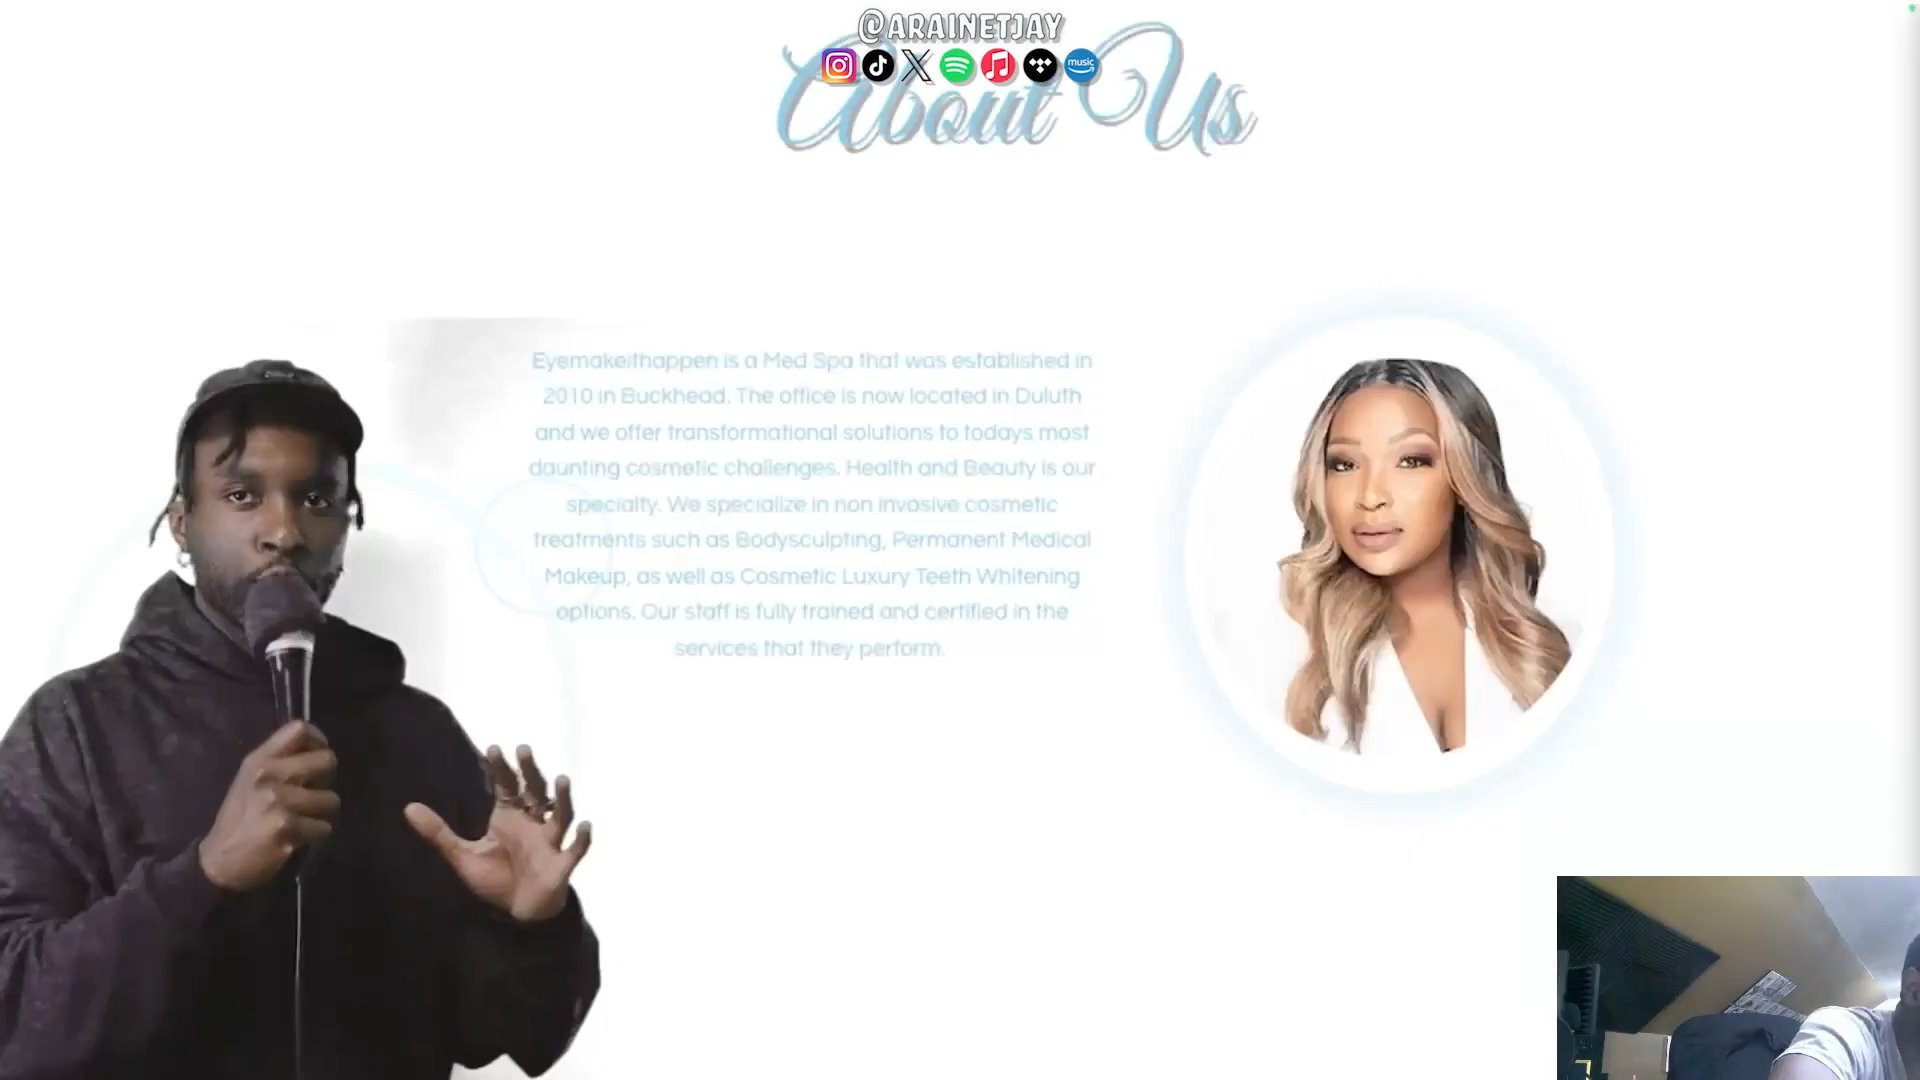 @ARAINETJAY
music
About Us
Eyemakeithappen is a Med Spa that was established in
2010 in Buckhead. The office is now located in Duluth
and we offer transformational solutions to todays most
daunting cosmetic challenges. Health and Beauty is our
specialty. We specialize in non invasive cosmetic
treatments such as Bodysculpting, Permanent Medical
Makeup, as well as Cosmetic Luxury Teeth Whitening
options. Our staff is fully trained and certified in the
services that they perform.